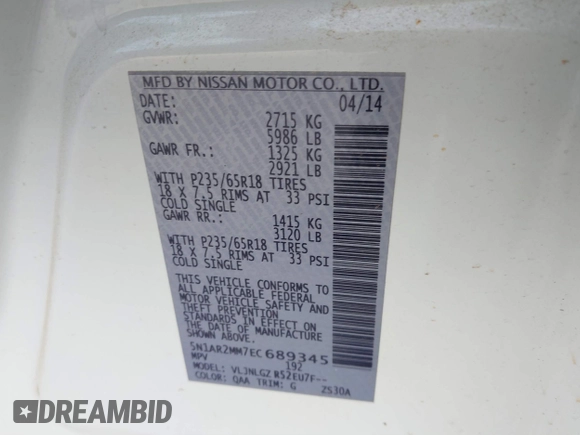 MFD BY NISSAN MOTOR CO., LTD.
DATE: 04/14
GVWR: 2715 KG
5986 LB
GAWR FR.: 1325 KG
2921 LB
WITH P235/65R18 TIRES
18 X 7.5 RIMS AT 33 PSI
COLD SINGLE
GAWR RR.: 1415 KG
3120 LB
WITH P235/65R18 TIRES
18 X 7.5 RIMS AT 33 PSI
COLD SINGLE
THIS VEHICLE CONFORMS TO
ALL APPLICABLE FEDERAL
MOTOR VEHICLE SAFETY AND
THEFT PREVENTION
STANDARDS IN EFFECT ON
THE DATE OF MANUFACTURE
SHOWN ABOVE.
5N1AR2MM7EC689345
MPV 192
MODEL: VLJNLGZ R52EU7F--
COLOR: QAA TRIM: G ZS30A
DREAMBID
DREAMBID